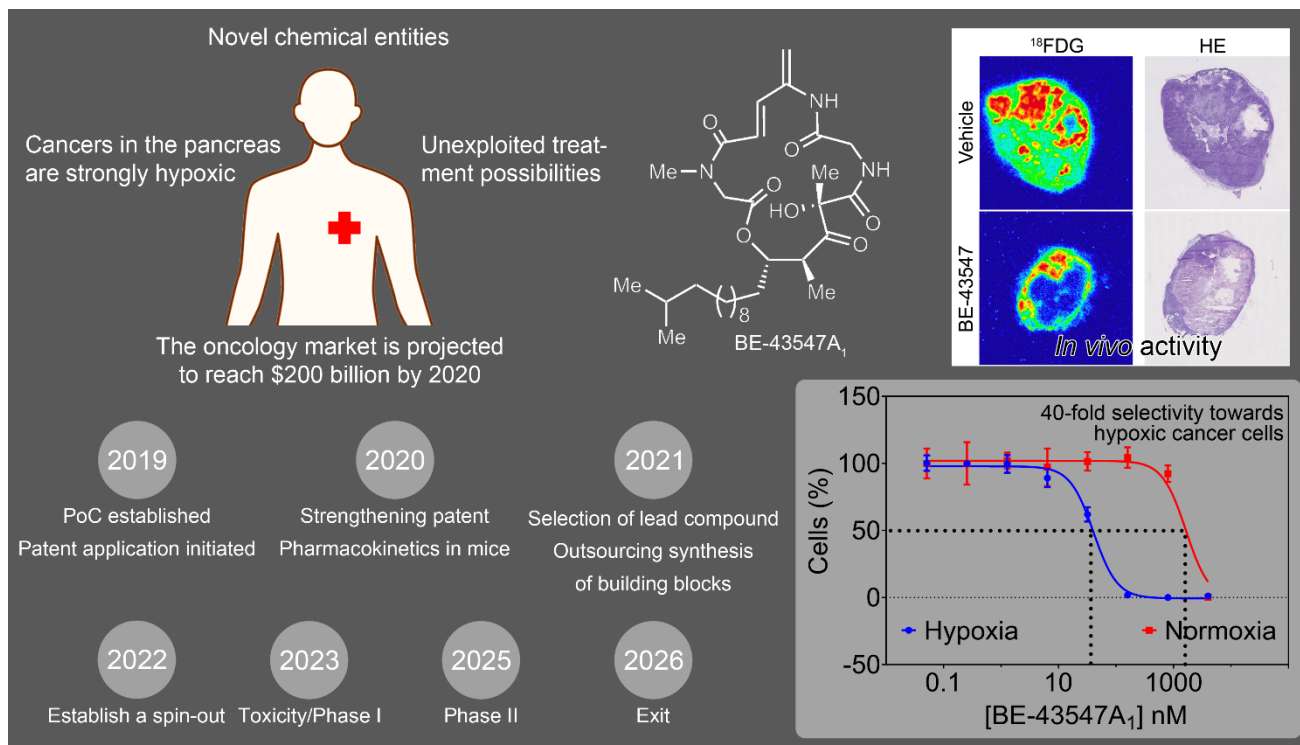 Novel chemical entities
Cancers in the pancreas
are strongly hypoxic
Unexploited treat-
ment possibilities
The oncology market is projected
to reach $200 billion by 2020
O
N
Me
O
O
NH
O
NH
Me
HO
O
O
Me
Me
Me
8
BE-43547A₁
¹⁸FDG
HE
Vehicle
BE-43547
In vivo activity
2019
PoC established
Patent application initiated
2020
Strengthening patent
Pharmacokinetics in mice
2021
Selection of lead compound
Outsourcing synthesis
of building blocks
2022
Establish a spin-out
2023
Toxicity/Phase I
2025
Phase II
2026
Exit
40-fold selectivity towards
hypoxic cancer cells
Cells (%)
150
100
50
0
-50
Hypoxia
Normoxia
0.1
10
1000
[BE-43547A₁] nM